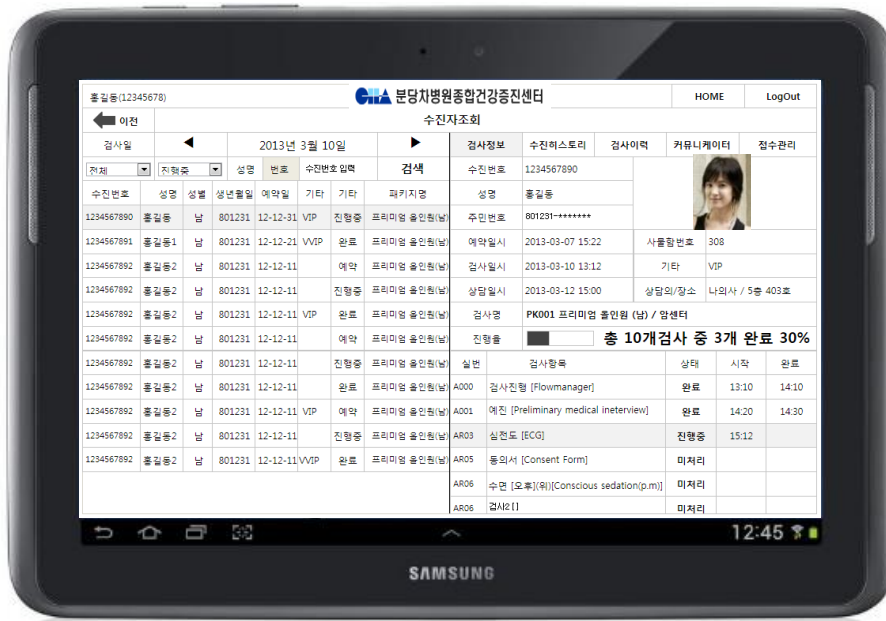 홍길동(12345678)
CHA 분당차병원종합건강증진센터
HOME
LogOut
이전
수진자조회
검사일 ◀ 2013년 3월 10일 ▶
전체 진행중 성명 번호 수진번호 입력 검색
수진번호 성명 성별 생년월일 예약일 기타 기타 패키지명
1234567890 홍길동 남 801231 12-12-31 VIP 진행중 프리미엄 올인원(남)
1234567891 홍길동1 남 801231 12-12-21 VVIP 완료 프리미엄 올인원(남)
1234567892 홍길동2 남 801231 12-12-11 예약 프리미엄 올인원(남)
1234567892 홍길동2 남 801231 12-12-11 진행중 프리미엄 올인원(남)
1234567892 홍길동2 남 801231 12-12-11 VIP 완료 프리미엄 올인원(남)
1234567892 홍길동2 남 801231 12-12-11 예약 프리미엄 올인원(남)
1234567892 홍길동2 남 801231 12-12-11 진행중 프리미엄 올인원(남)
1234567892 홍길동2 남 801231 12-12-11 완료 프리미엄 올인원(남)
1234567892 홍길동2 남 801231 12-12-11 VIP 예약 프리미엄 올인원(남)
1234567892 홍길동2 남 801231 12-12-11 진행중 프리미엄 올인원(남)
1234567892 홍길동2 남 801231 12-12-11 VVIP 완료 프리미엄 올인원(남)
검사정보 수진히스토리 검사이력 커뮤니케이터 접수관리
수진번호 1234567890
성명 홍길동
주민번호 801231-*******
예약일시 2013-03-07 15:22 사물함번호 308
검사일시 2013-03-10 13:12 기타 VIP
상담일시 2013-03-12 15:00 상담의/장소 나의사 / 5층 403호
검사명 PK001 프리미엄 올인원 (남) / 암센터
진행율 총 10개검사 중 3개 완료 30%
실번 검사항목 상태 시작 완료
A000 검사진행 [Flowmanager] 완료 13:10 14:10
A001 예진 [Preliminary medical ineterview] 완료 14:20 14:30
AR03 심전도 [ECG] 진행중 15:12
AR05 동의서 [Consent Form] 미처리
AR06 수면 [오후](위)[Conscious sedation(p.m)] 미처리
AR06 검사2 [] 미처리
12:45
SAMSUNG